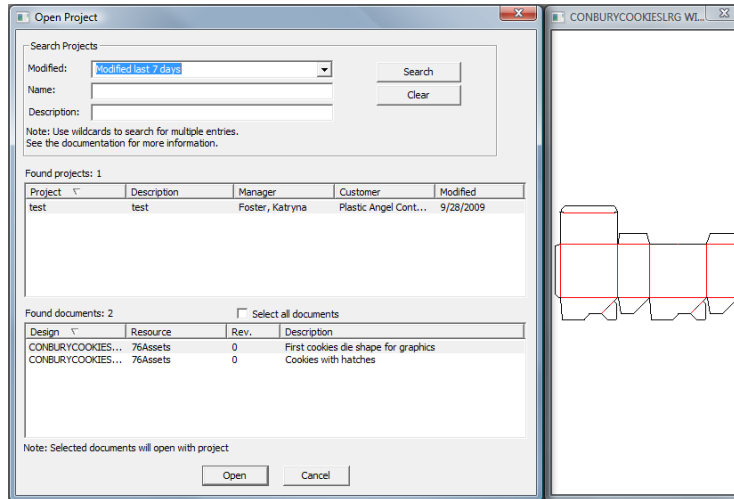 Open Project
CONBURYCOOKIESLRG WI...
Search Projects
Modified: Modified last 7 days Search
Name: Clear
Description:
Note: Use wildcards to search for multiple entries.
See the documentation for more information.
Found projects: 1
Project Description Manager Customer Modified
test test Foster, Katryna Plastic Angel Cont... 9/28/2009
Found documents: 2 Select all documents
Design Resource Rev. Description
CONBURYCOOKIES... 76Assets 0 First cookies die shape for graphics
CONBURYCOOKIES... 76Assets 0 Cookies with hatches
Note: Selected documents will open with project
Open Cancel